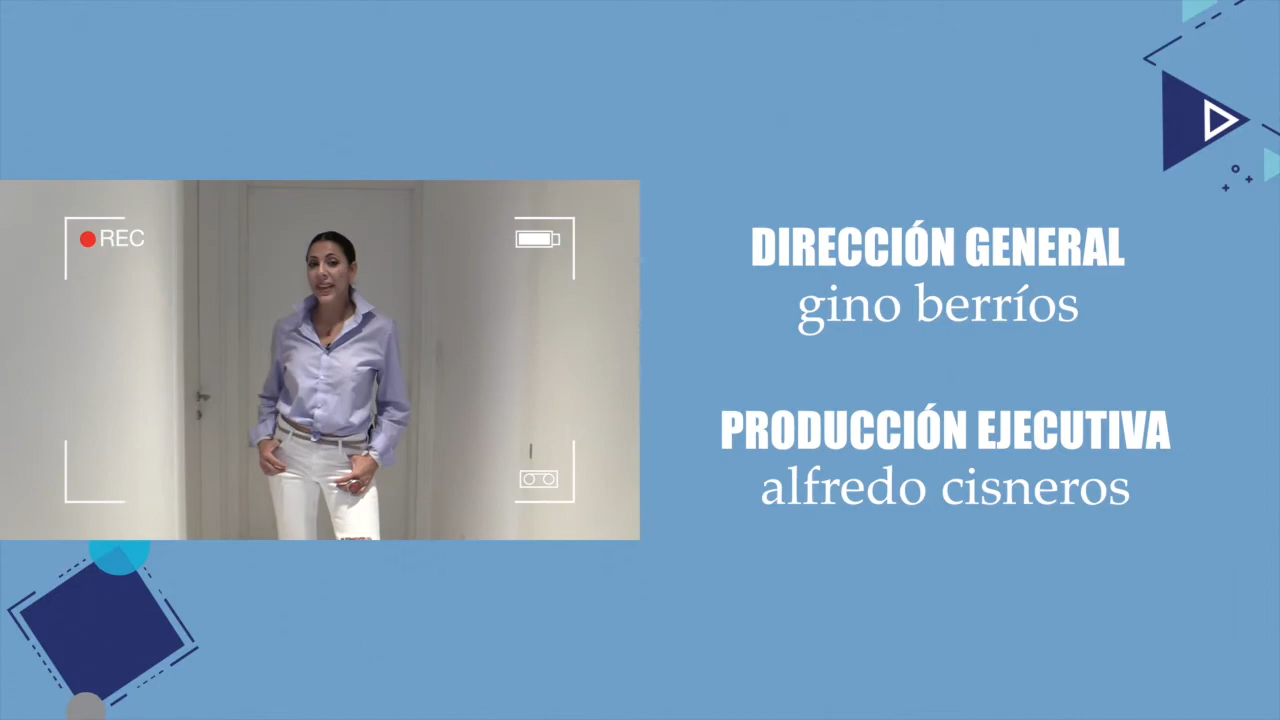 REC
DIRECCIÓN GENERAL
gino berríos
PRODUCCIÓN EJECUTIVA
alfredo cisneros